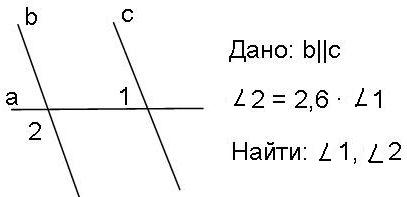 b
c
Дано: b||c
a
1
∠2 = 2,6 · ∠1
2
Найти: ∠1, ∠2